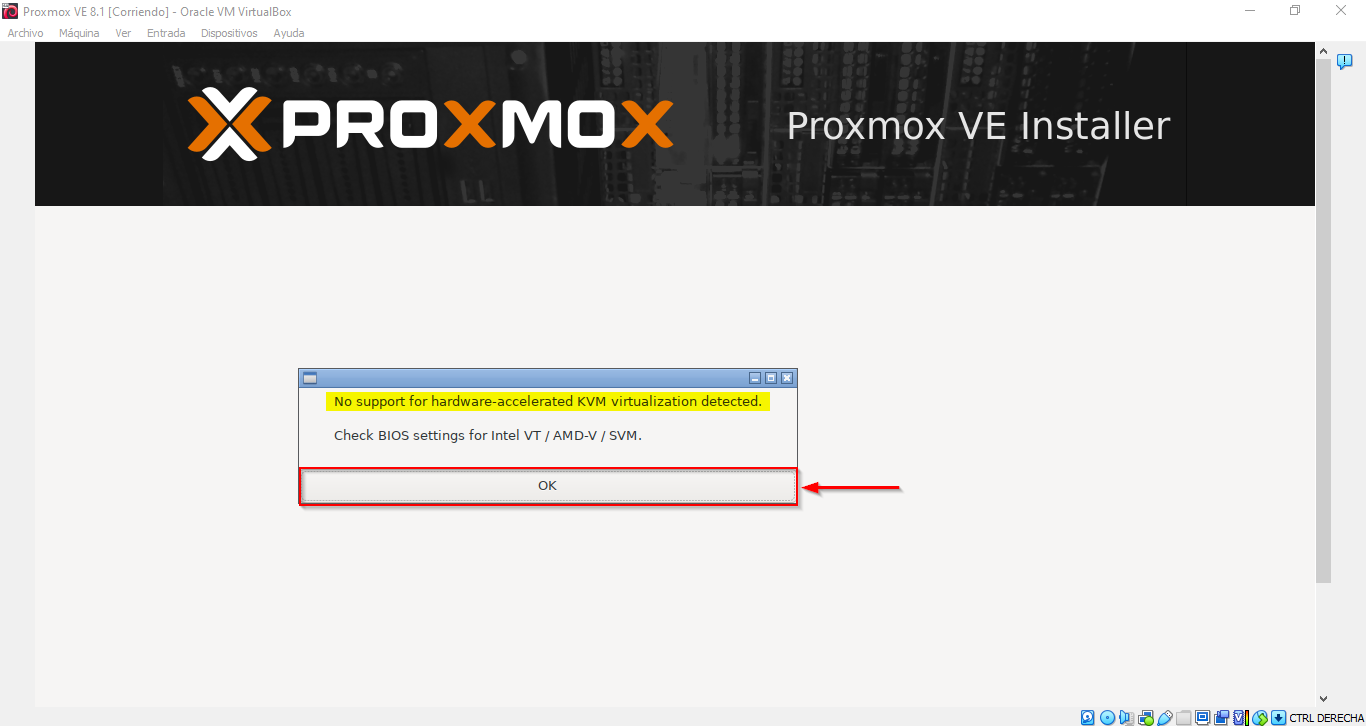 Proxmox VE 8.1 [Corriendo] - Oracle VM VirtualBox
Archivo Máquina Ver Entrada Dispositivos Ayuda
PROXMOX
Proxmox VE Installer
No support for hardware-accelerated KVM virtualization detected.
Check BIOS settings for Intel VT / AMD-V / SVM.
OK
CTRL DERECHA